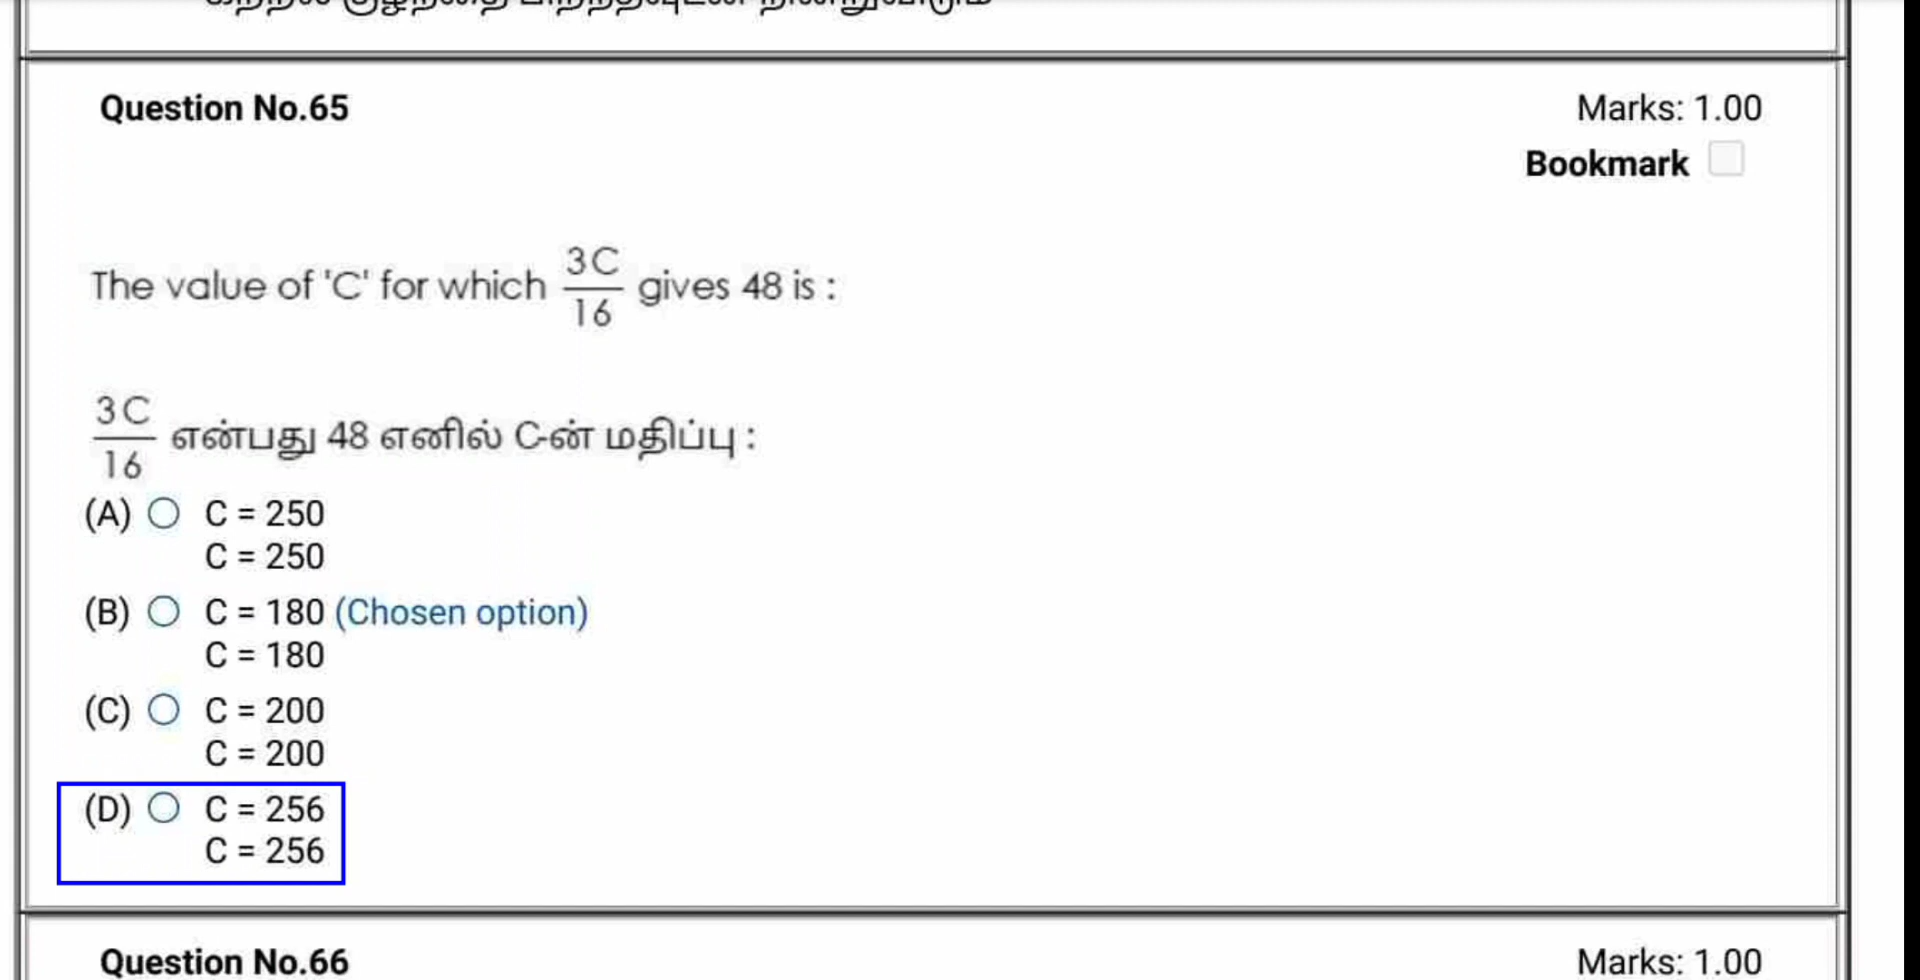 Question No.65
Marks: 1.00
Bookmark
The value of 'C' for which 3C/16 gives 48 is :
3C/16 என்பது 48 எனில் C-ன் மதிப்பு :
(A) C = 250
C = 250
(B) C = 180 (Chosen option)
C = 180
(C) C = 200
C = 200
(D) C = 256
C = 256
Question No.66
Marks: 1.00